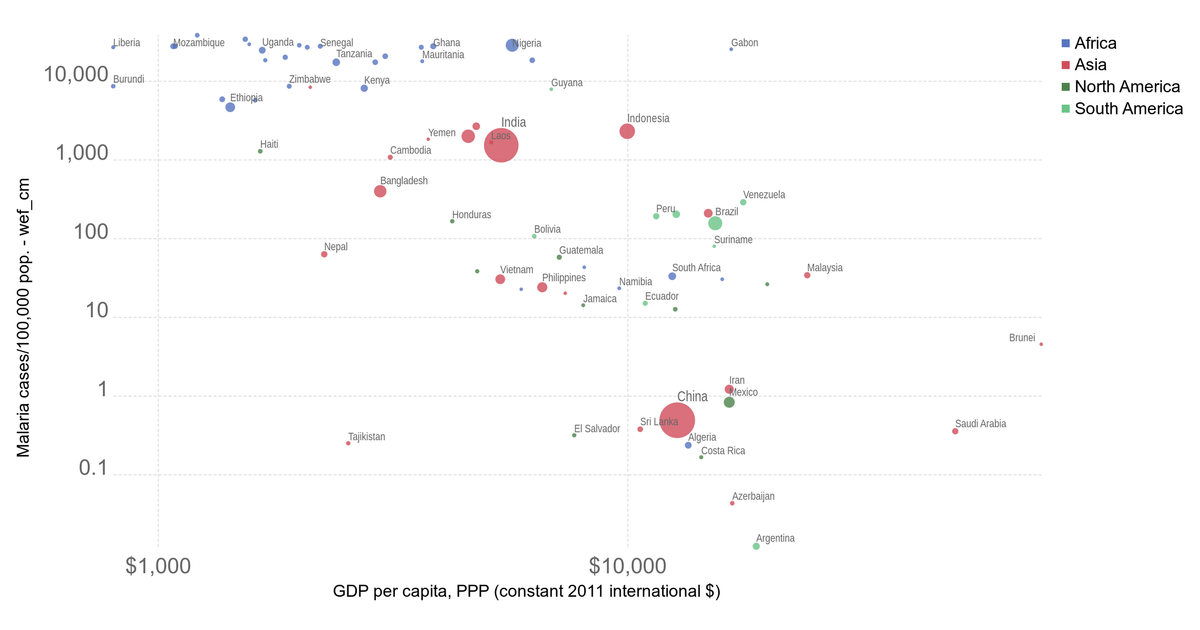 Liberia
Mozambique
Uganda
Senegal
Ghana
Nigeria
Gabon
Tanzania
Mauritania
10,000
Burundi
Zimbabwe
Kenya
Guyana
Ethiopia
India
Indonesia
Yemen
Laos
Haiti
Cambodia
1,000
Bangladesh
Honduras
Peru
Brazil
Venezuela
100
Bolivia
Suriname
Nepal
Guatemala
Vietnam
Philippines
South Africa
Malaysia
Namibia
Jamaica
Ecuador
10
Brunei
Iran
1
China
Mexico
Tajikistan
El Salvador
Sri Lanka
Saudi Arabia
Algeria
Costa Rica
0.1
Azerbaijan
Argentina
$1,000
$10,000
GDP per capita, PPP (constant 2011 international $)
Malaria cases/100,000 pop. - wef_cm
Africa
Asia
North America
South America